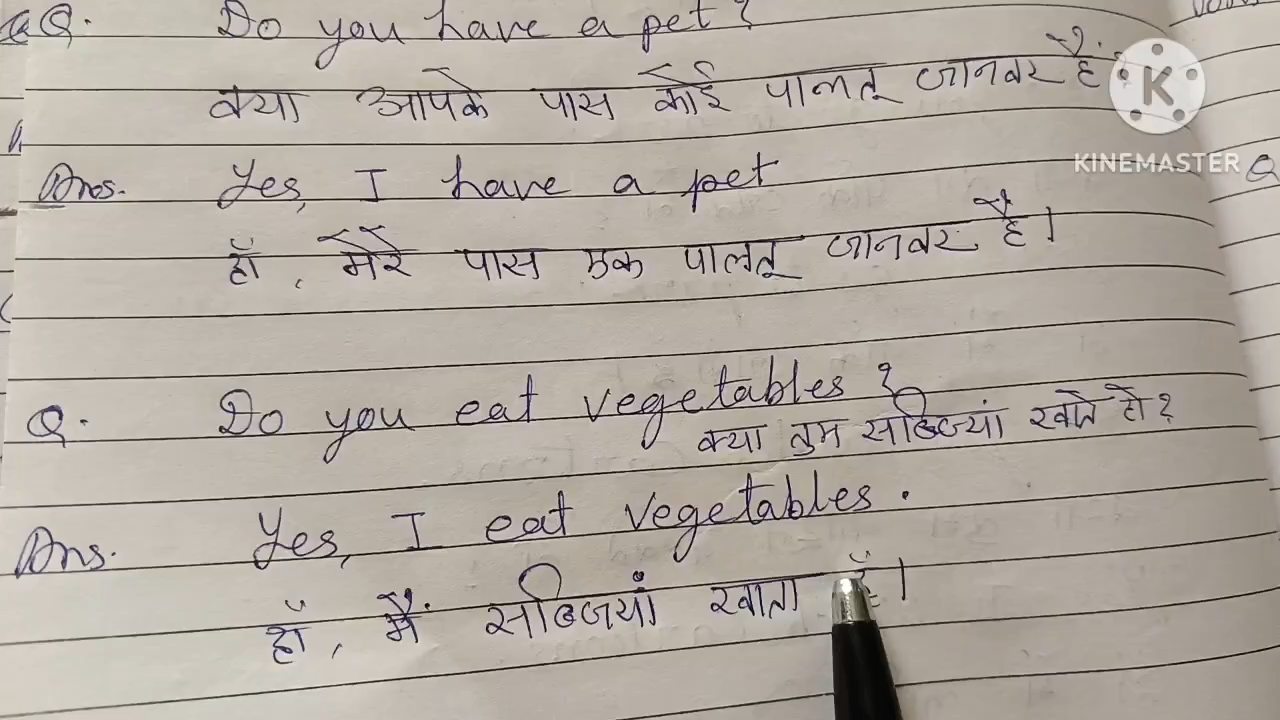 Q. Do you have a pet?
क्या आपके पास कोई पालतू जानवर है?
K
KINEMASTER
Ans. Yes, I have a pet
हाँ, मेरे पास एक पालतू जानवर है।
Q
Q. Do you eat vegetables?
क्या तुम सब्जियां खाते हो?
Ans. Yes, I eat vegetables.
हाँ, मैं सब्जियां खाता हूँ।